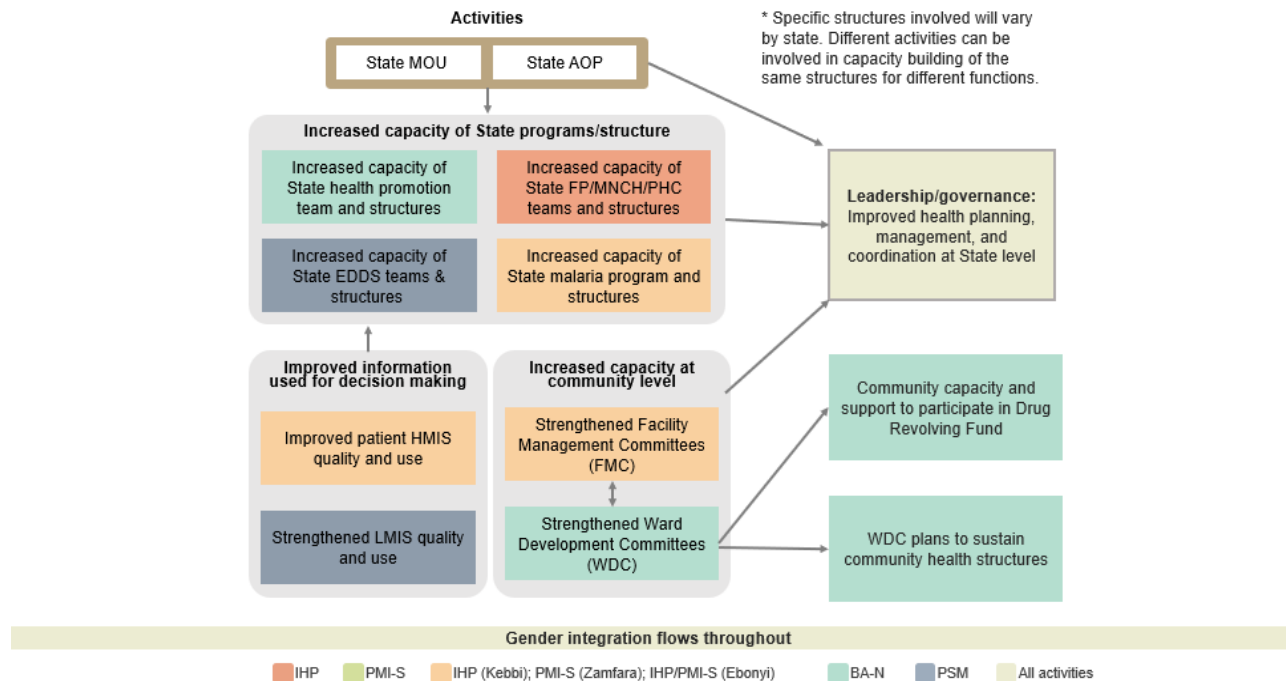 Activities
* Specific structures involved will vary
by state. Different activities can be
involved in capacity building of the
same structures for different functions.
State MOU
State AOP
Increased capacity of State programs/structure
Increased capacity of
State health promotion
team and structures
Increased capacity of
State FP/MNCH/PHC
teams and structures
Increased capacity of
State EDDS teams &
structures
Increased capacity of
State malaria program and
structures
Leadership/governance:
Improved health planning,
management, and
coordination at State level
Improved information
used for decision making
Improved patient HMIS
quality and use
Strengthened LMIS quality
and use
Increased capacity at
community level
Strengthened Facility
Management Committees
(FMC)
Strengthened Ward
Development Committees
(WDC)
Community capacity and
support to participate in Drug
Revolving Fund
WDC plans to sustain
community health structures
Gender integration flows throughout
IHP
PMI-S
IHP (Kebbi); PMI-S (Zamfara); IHP/PMI-S (Ebonyi)
BA-N
PSM
All activities